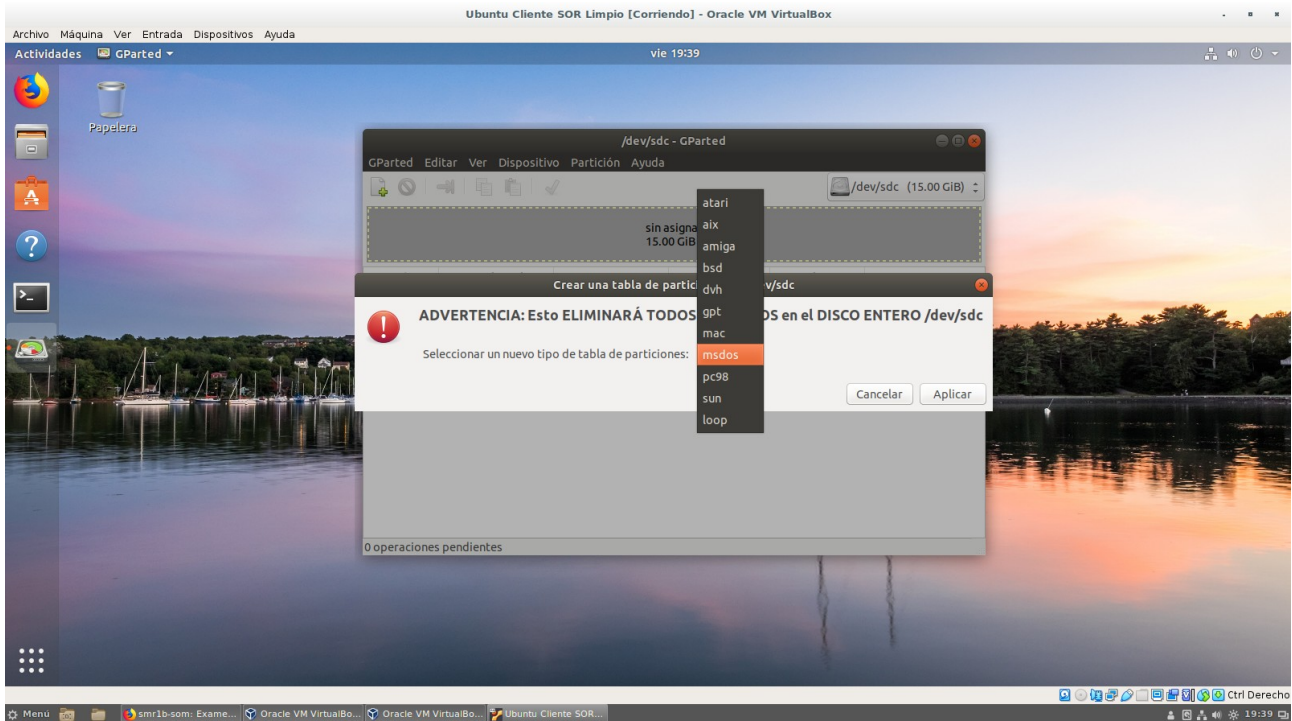 Ubuntu Cliente SOR Limpio [Corriendo] - Oracle VM VirtualBox
Archivo Máquina Ver Entrada Dispositivos Ayuda
Actividades GParted vie 19:39
Papelera
/dev/sdc - GParted
GParted Editar Ver Dispositivo Partición Ayuda
/dev/sdc (15.00 GiB)
sin asigna
15.00 GiB
Crear una tabla de partic v/sdc
ADVERTENCIA: Esto ELIMINARÁ TODOS OS en el DISCO ENTERO /dev/sdc
Seleccionar un nuevo tipo de tabla de particiones:
atari
aix
amiga
bsd
dvh
gpt
mac
msdos
pc98
sun
loop
Cancelar Aplicar
0 operaciones pendientes
Ctrl Derecho
Menú smr1b-som: Exame... Oracle VM VirtualBo... Oracle VM VirtualBo... Ubuntu Cliente SOR... 19:39